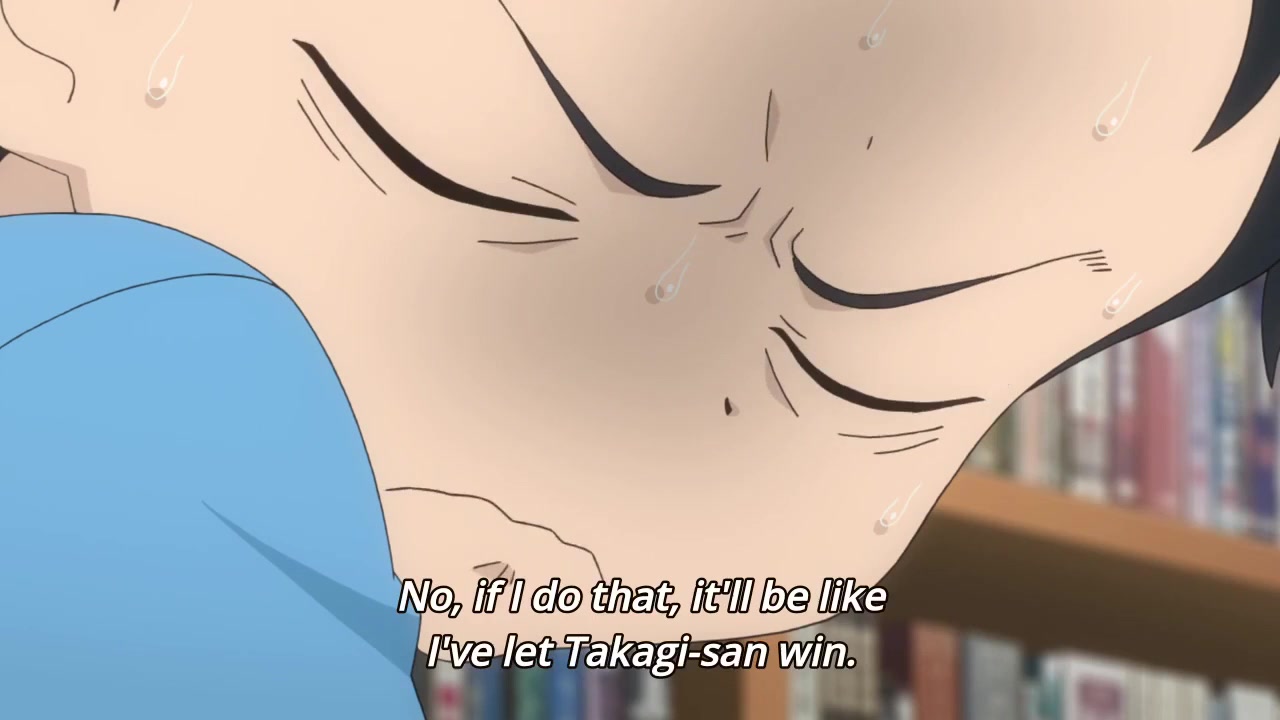 No, if I do that, it'll be like
I've let Takagi-san win.